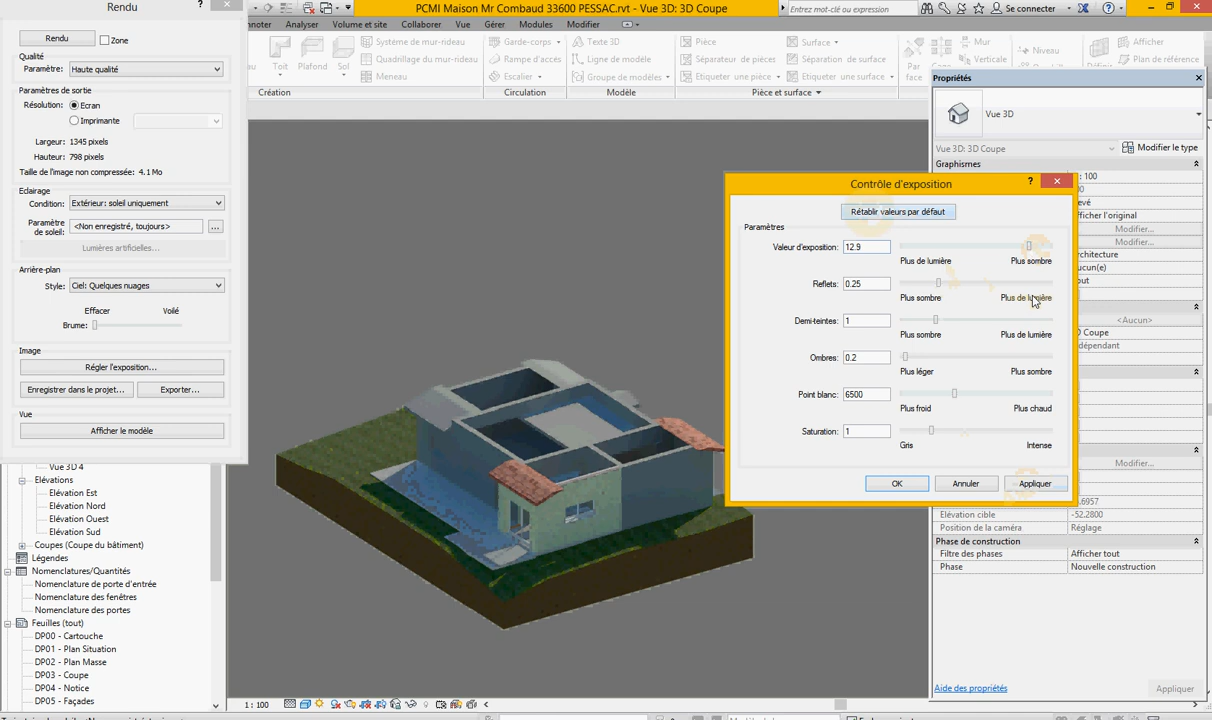 Rendu
?
PCMI Maison Mr Combaud 33600 PESSAC.rvt - Vue 3D: 3D Coupe
Entrez mot-clé ou expression
Se connecter
Rendu
Zone
Qualité
Paramètre: Haute qualité
Paramètres de sortie
Résolution: Ecran
Imprimante
Largeur: 1345 pixels
Hauteur: 798 pixels
Taille de l'image non compressée: 4.1 Mo
Eclairage
Condition: Extérieur: soleil uniquement
Paramètre de soleil: <Non enregistré, toujours> ...
Lumières artificielles...
Arrière-plan
Style: Ciel: Quelques nuages
Effacer Voilé
Brume:
Image
Régler l'exposition...
Enregistrer dans le projet... Exporter...
Vue
Afficher le modèle
Vue 3D 4
Elévations
Elévation Est
Elévation Nord
Elévation Ouest
Elévation Sud
Coupes (Coupe du bâtiment)
Légendes
Nomenclatures/Quantités
Nomenclature de porte d'entrée
Nomenclature des fenêtres
Nomenclature des portes
Feuilles (tout)
DP00 - Cartouche
DP01 - Plan Situation
DP02 - Plan Masse
DP03 - Coupe
DP04 - Notice
DP05 - Façades
Analyser Volume et site Collaborer Vue Gérer Modules Modifier
Toit Plafond Sol
Système de mur-rideau
Quadrillage du mur-rideau
Meneau
Création
Garde-corps
Rampe d'accès
Escalier
Circulation
Texte 3D
Ligne de modèle
Groupe de modèles
Modèle
Pièce
Séparateur de pièces
Etiqueter une pièce
Surface
Séparation de surface
Etiqueter une surface
Pièce et surface
Par face
Mur
Verticale
Niveau
Afficher
Plan de référence
Propriétés
Vue 3D
Vue 3D: 3D Coupe
Modifier le type
Graphismes
: 100
fficher l'original
Modifier...
Modifier...
rchitecture
ucun(e)
out
<Aucun>
D Coupe
épendant
Modifier...
.6957
Elévation cible -52.2800
Position de la caméra Réglage
Phase de construction
Filtre des phases Afficher tout
Phase Nouvelle construction
Aide des propriétés
Appliquer
Contrôle d'exposition
?
Rétablir valeurs par défaut
Paramètres
Valeur d'exposition: 12.9
Plus de lumière Plus sombre
Reflets: 0.25
Plus sombre Plus de lumière
Demi-teintes: 1
Plus sombre Plus de lumière
Ombres: 0.2
Plus léger Plus sombre
Point blanc: 6500
Plus froid Plus chaud
Saturation: 1
Gris Intense
OK Annuler Appliquer
1 : 100